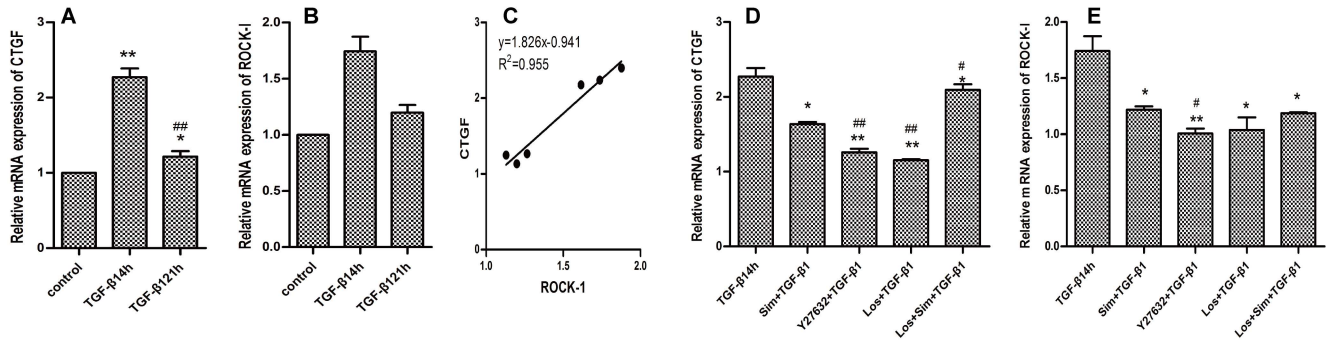 A
Relative mRNA expression of CTGF
3
2
1
0
**
##
*
control
TGF-β14h
TGF-β121h
B
Relative mRNA expression of ROCK-I
2.0
1.5
1.0
0.5
0.0
control
TGF-β14h
TGF-β121h
C
y=1.826x-0.941
R²=0.955
CTGF
3
2
1
0
1.0 1.5 2.0
ROCK-1
D
Relative mRNA expression of CTGF
3
2
1
0
*
##
**
##
**
#
*
TGF-β14h
Sim+TGF-β1
Y27632+TGF-β1
Los+TGF-β1
Los+Sim+TGF-β1
E
Relative m RNA expression of ROCK-I
2.0
1.5
1.0
0.5
0.0
*
#
**
*
*
TGF-β14h
Sim+TGF-β1
Y27632+TGF-β1
Los+TGF-β1
Los+Sim+TGF-β1